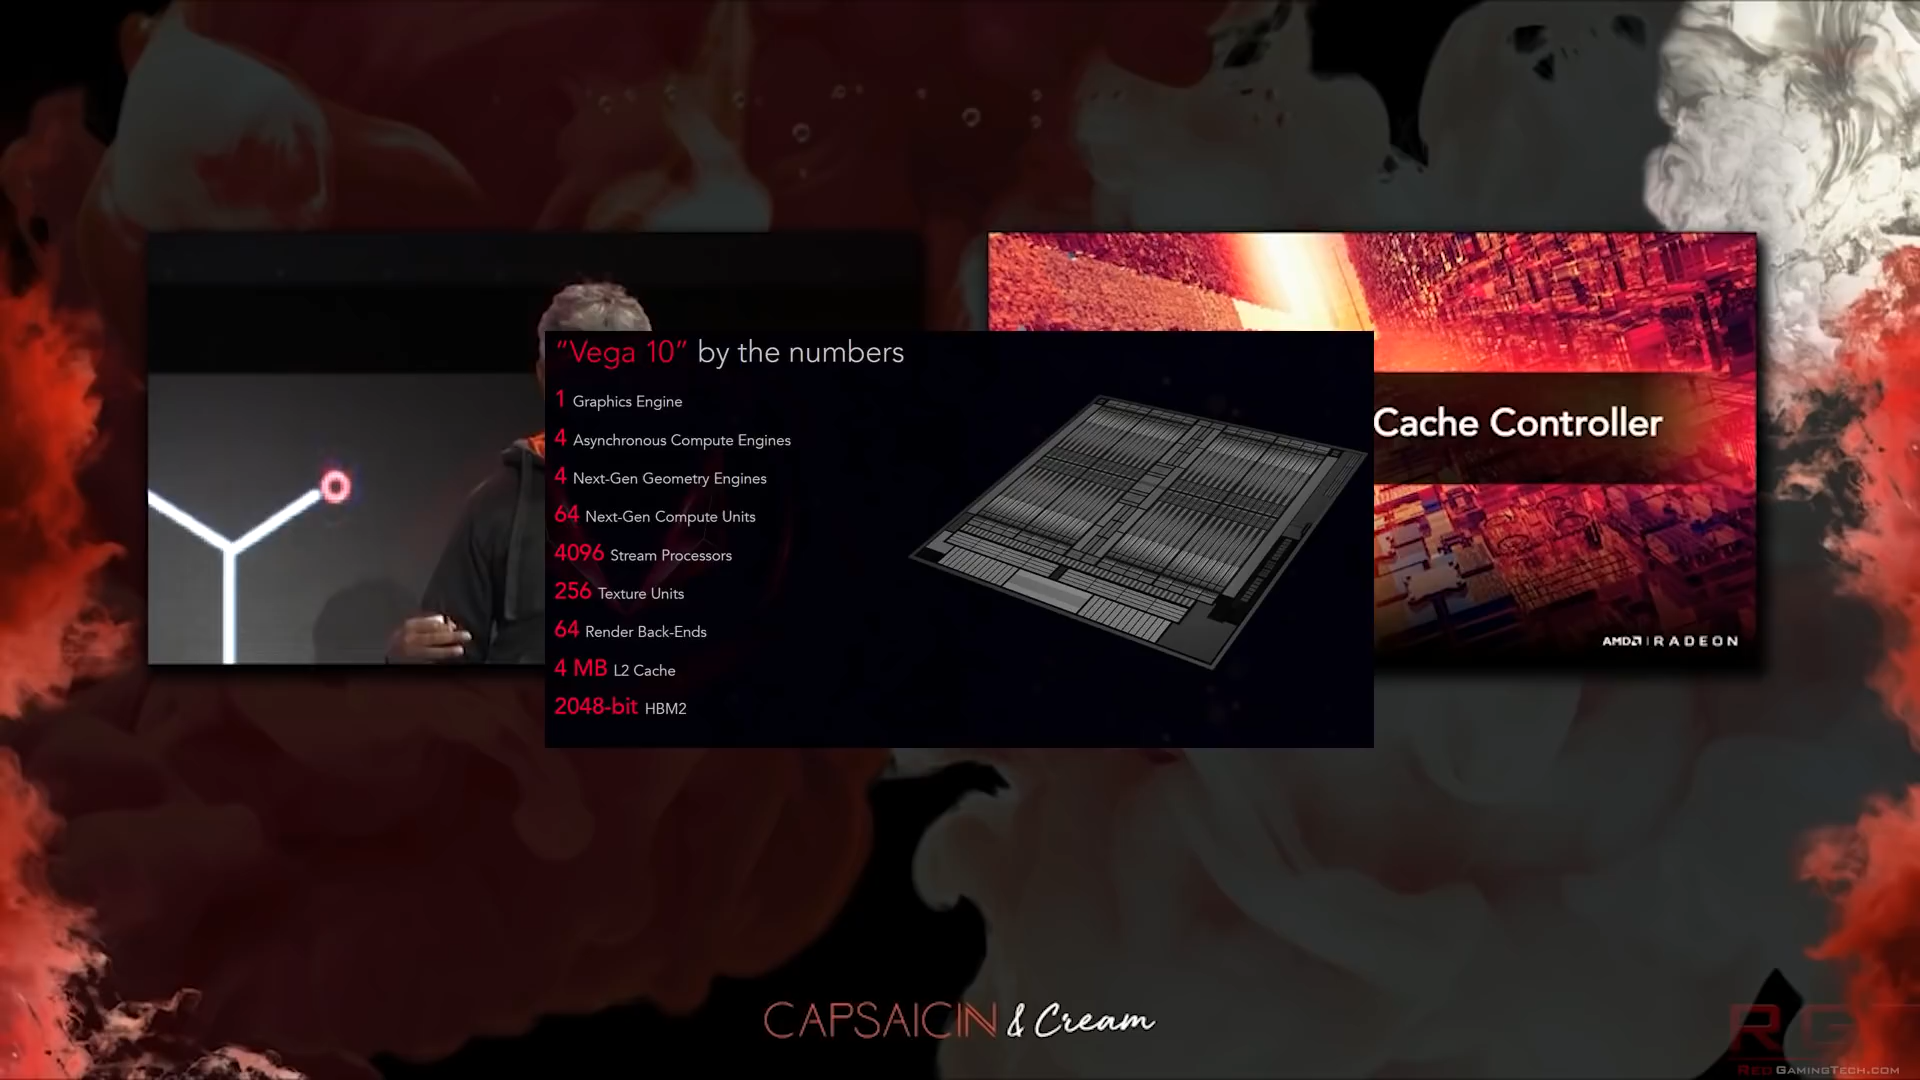 "Vega 10" by the numbers
1 Graphics Engine
4 Asynchronous Compute Engines
4 Next-Gen Geometry Engines
64 Next-Gen Compute Units
4096 Stream Processors
256 Texture Units
64 Render Back-Ends
4 MB L2 Cache
2048-bit HBM2
Cache Controller
AMD RADEON
CAPSAICIN & Cream
RG
REDGAMINGTECH.COM